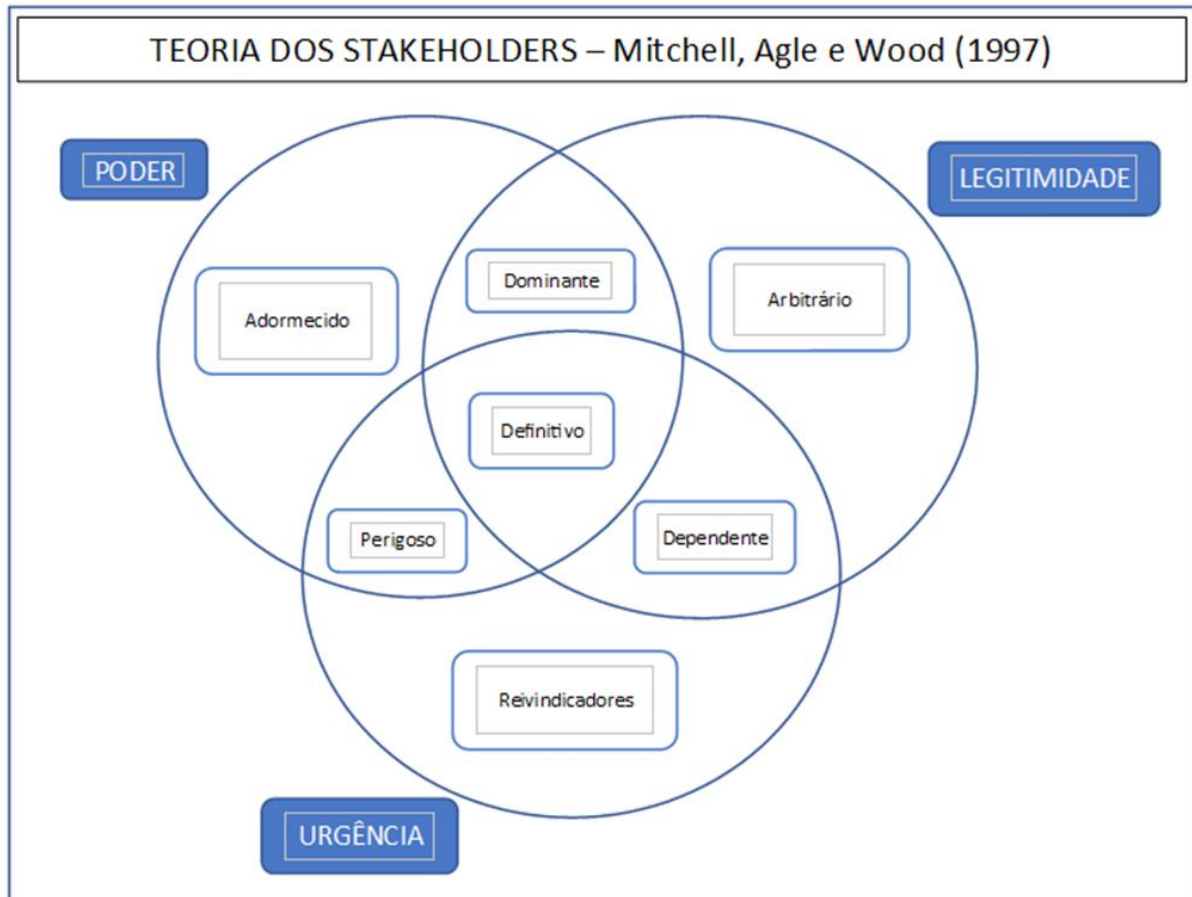 TEORIA DOS STAKEHOLDERS – Mitchell, Agle e Wood (1997)
PODER
LEGITIMIDADE
Dominante
Arbitrário
Adormecido
Definitivo
Perigoso
Dependente
Reivindicadores
URGÊNCIA